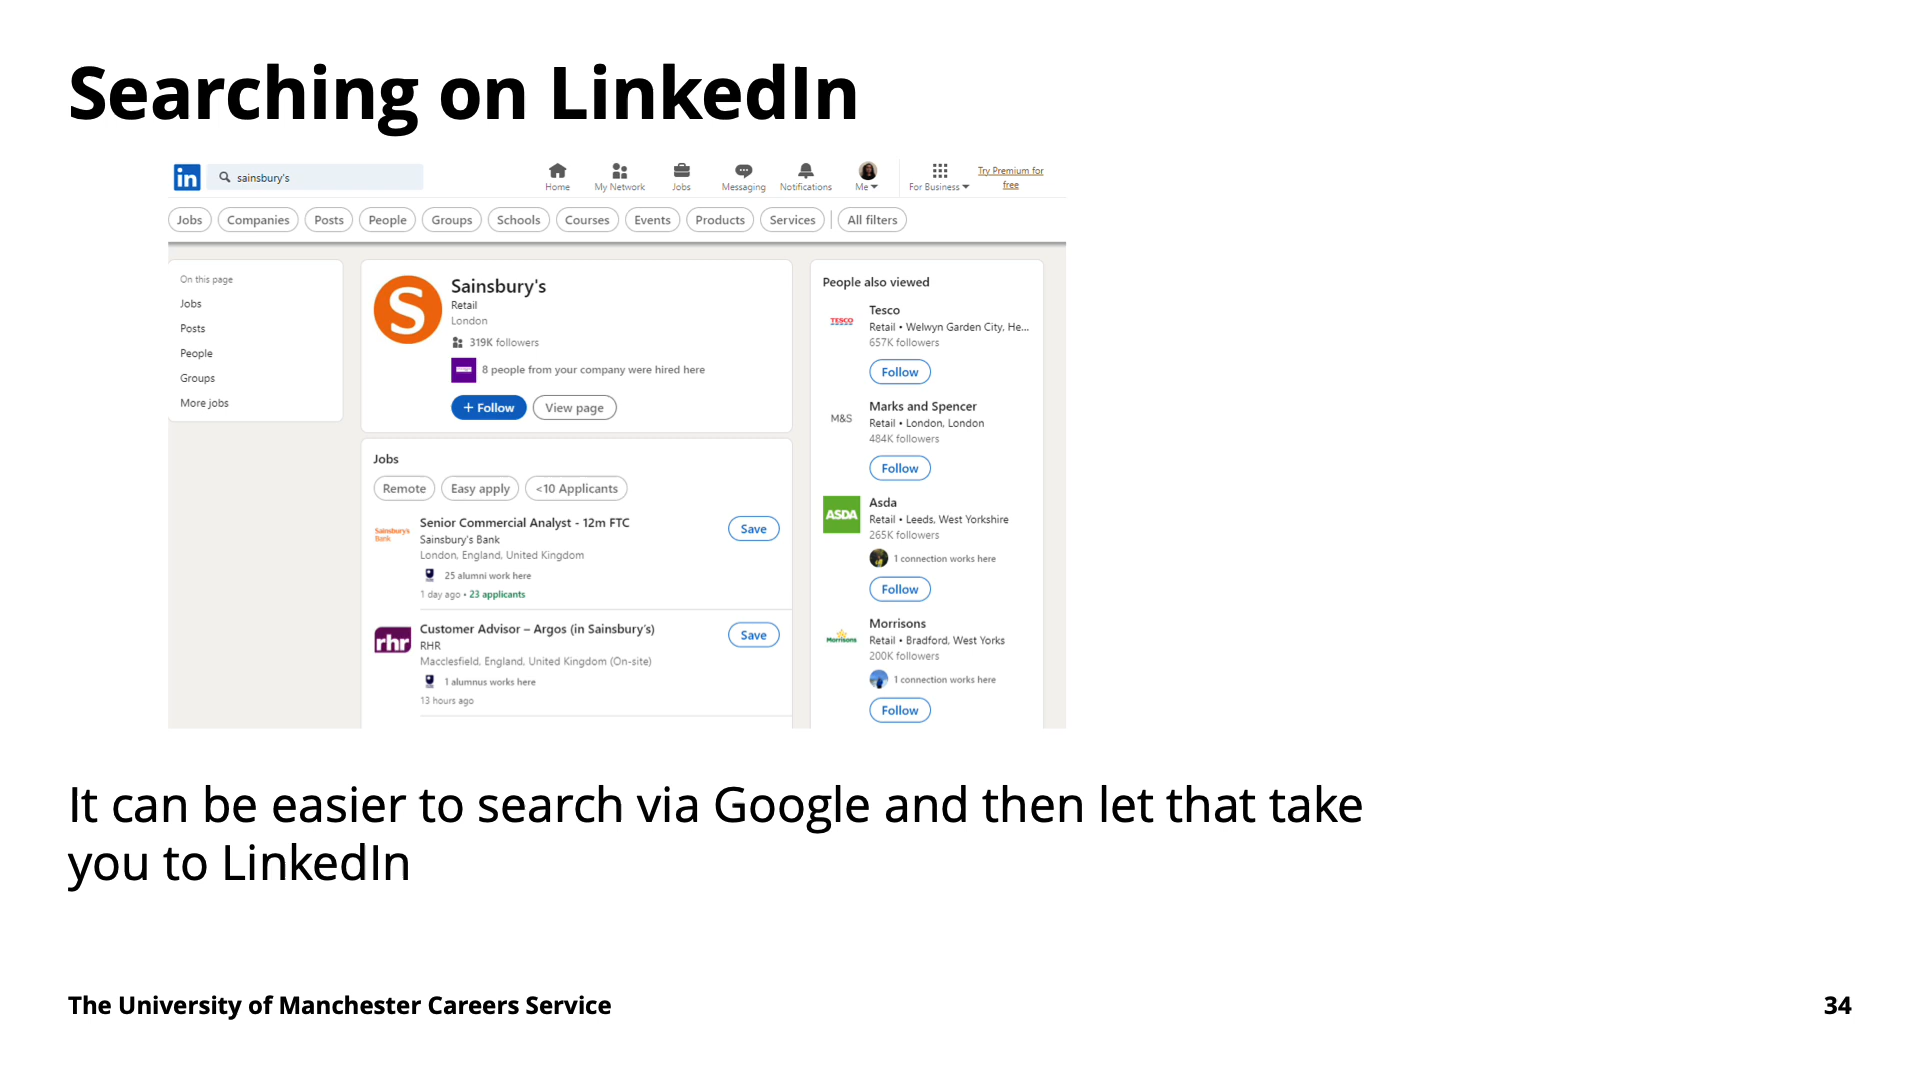 Searching on LinkedIn
in
sainsbury's
Home
My Network
Jobs
Messaging
Notifications
Me
For Business
Try Premium for
free
Jobs
Companies
Posts
People
Groups
Schools
Courses
Events
Products
Services
All filters
On this page
Jobs
Posts
People
Groups
More jobs
S
Sainsbury's
Retail
London
319K followers
8 people from your company were hired here
+ Follow
View page
Jobs
Remote
Easy apply
<10 Applicants
Sainsbury's
Bank
Senior Commercial Analyst - 12m FTC
Sainsbury's Bank
London, England, United Kingdom
25 alumni work here
1 day ago • 23 applicants
Save
rhr
Customer Advisor – Argos (in Sainsbury's)
RHR
Macclesfield, England, United Kingdom (On-site)
1 alumnus works here
13 hours ago
Save
People also viewed
TESCO
Tesco
Retail • Welwyn Garden City, He...
657K followers
Follow
M&S
Marks and Spencer
Retail • London, London
484K followers
Follow
ASDA
Asda
Retail • Leeds, West Yorkshire
265K followers
1 connection works here
Follow
Morrisons
Morrisons
Retail • Bradford, West Yorks
200K followers
1 connection works here
Follow
It can be easier to search via Google and then let that take
you to LinkedIn
The University of Manchester Careers Service
34